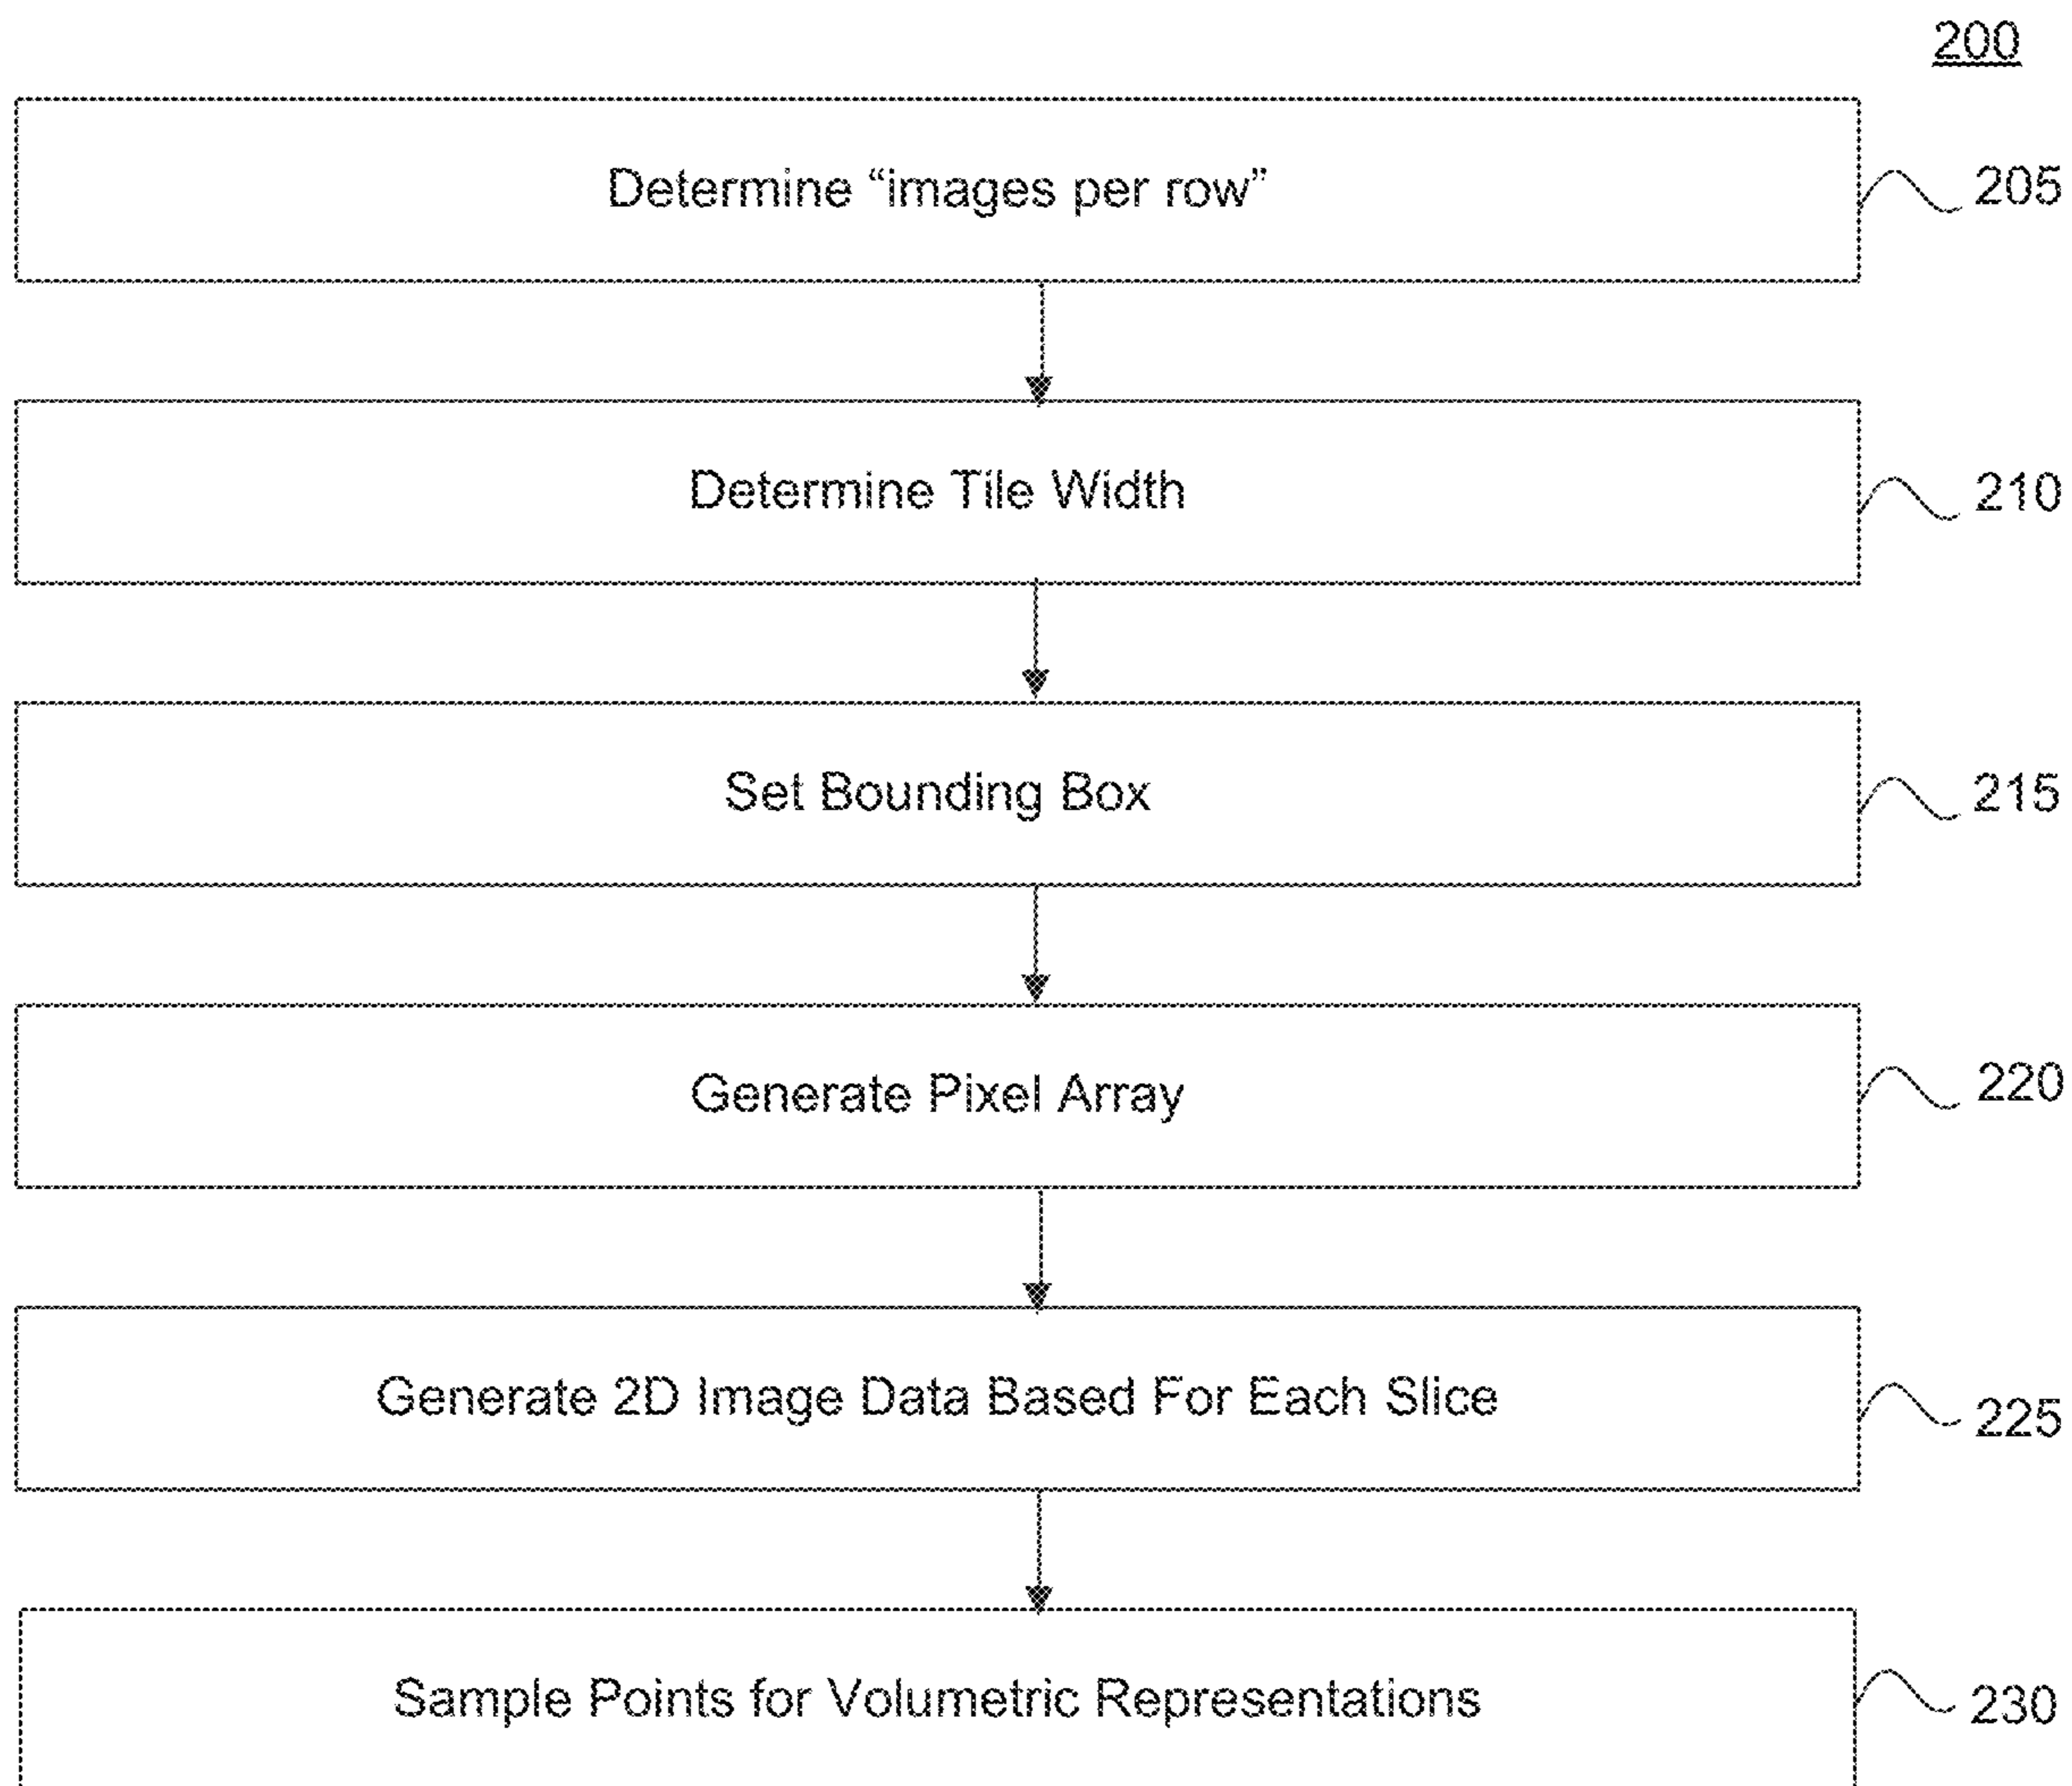 200
Determine “images per row”
205
Determine Tile Width
210
Set Bounding Box
215
Generate Pixel Array
220
Generate 2D Image Data Based For Each Slice
225
Sample Points for Volumetric Representations
230